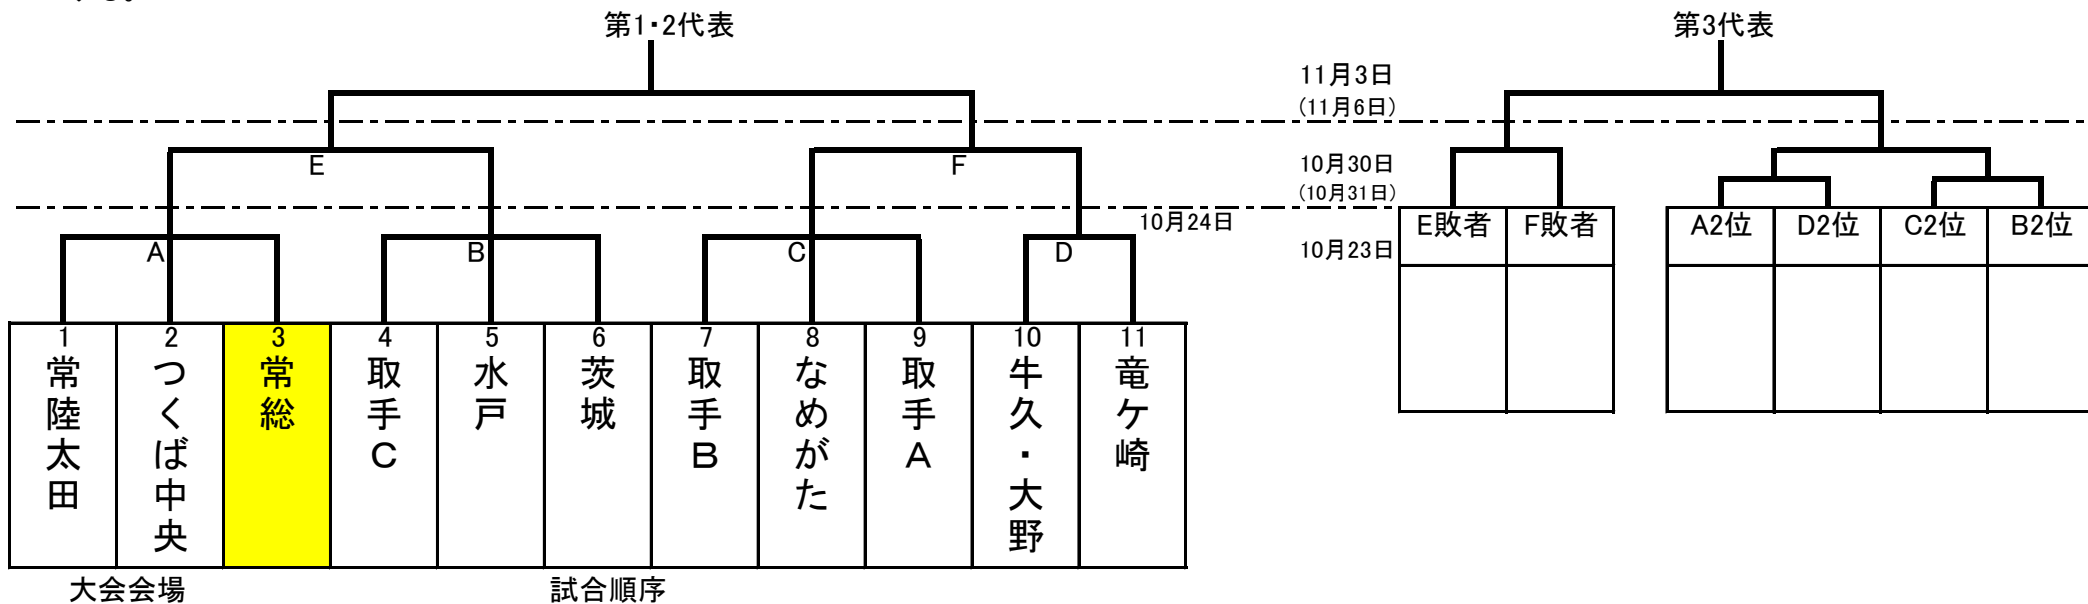 第1・2代表
第3代表
11月3日
(11月6日)
E
F
10月30日
(10月31日)
10月24日
10月23日
A
B
C
D
E敗者
F敗者
A2位
D2位
C2位
B2位
1
常陸太田
2
つくば中央
3
常総
4
取手C
5
水戸
6
茨城
7
取手B
8
なめがた
9
取手A
10
牛久・大野
11
竜ケ崎
大会会場
試合順序